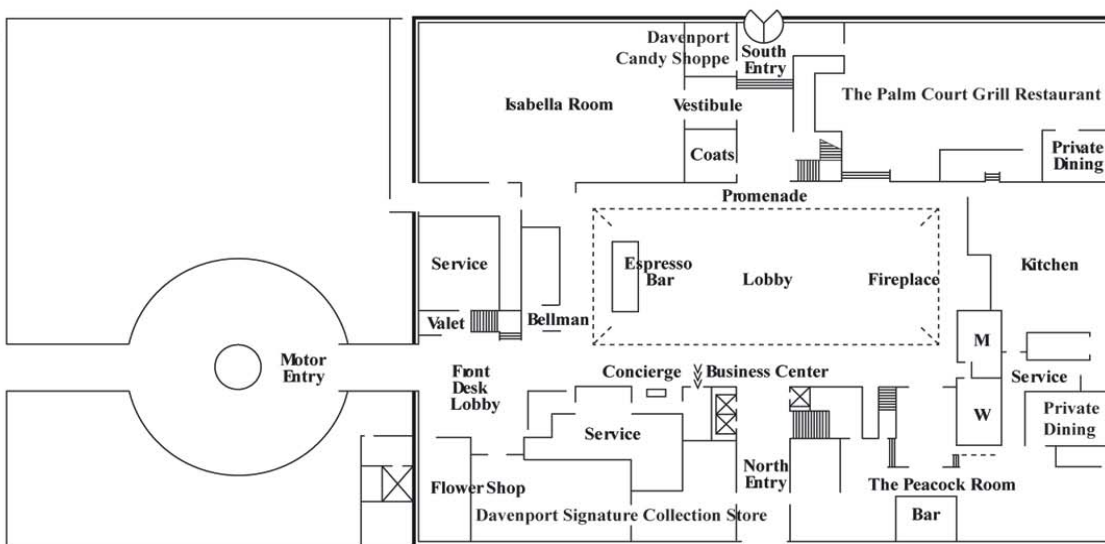 Davenport
Candy Shoppe
South
Entry
The Palm Court Grill Restaurant
Isabella Room
Vestibule
Coats
Private
Dining
Promenade
Service
Espresso
Bar
Lobby
Fireplace
Kitchen
Valet
Bellman
M
Motor
Entry
Front
Desk
Lobby
Concierge
Business Center
Service
W
Private
Dining
Service
North
Entry
Flower Shop
The Peacock Room
Davenport Signature Collection Store
Bar